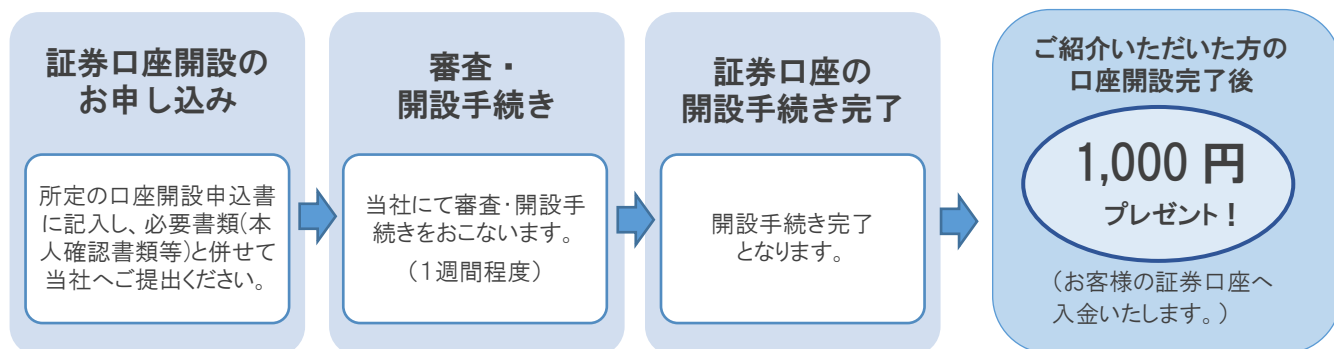 証券口座開設の
お申し込み
所定の口座開設申込書
に記入し、必要書類(本
人確認書類等)と併せて
当社へご提出ください。
審査・
開設手続き
当社にて審査・開設手
続きをおこないます。
（1週間程度）
証券口座の
開設手続き完了
開設手続き完了
となります。
ご紹介いただいた方の
口座開設完了後
1,000 円
プレゼント！
（お客様の証券口座へ
入金いたします。）